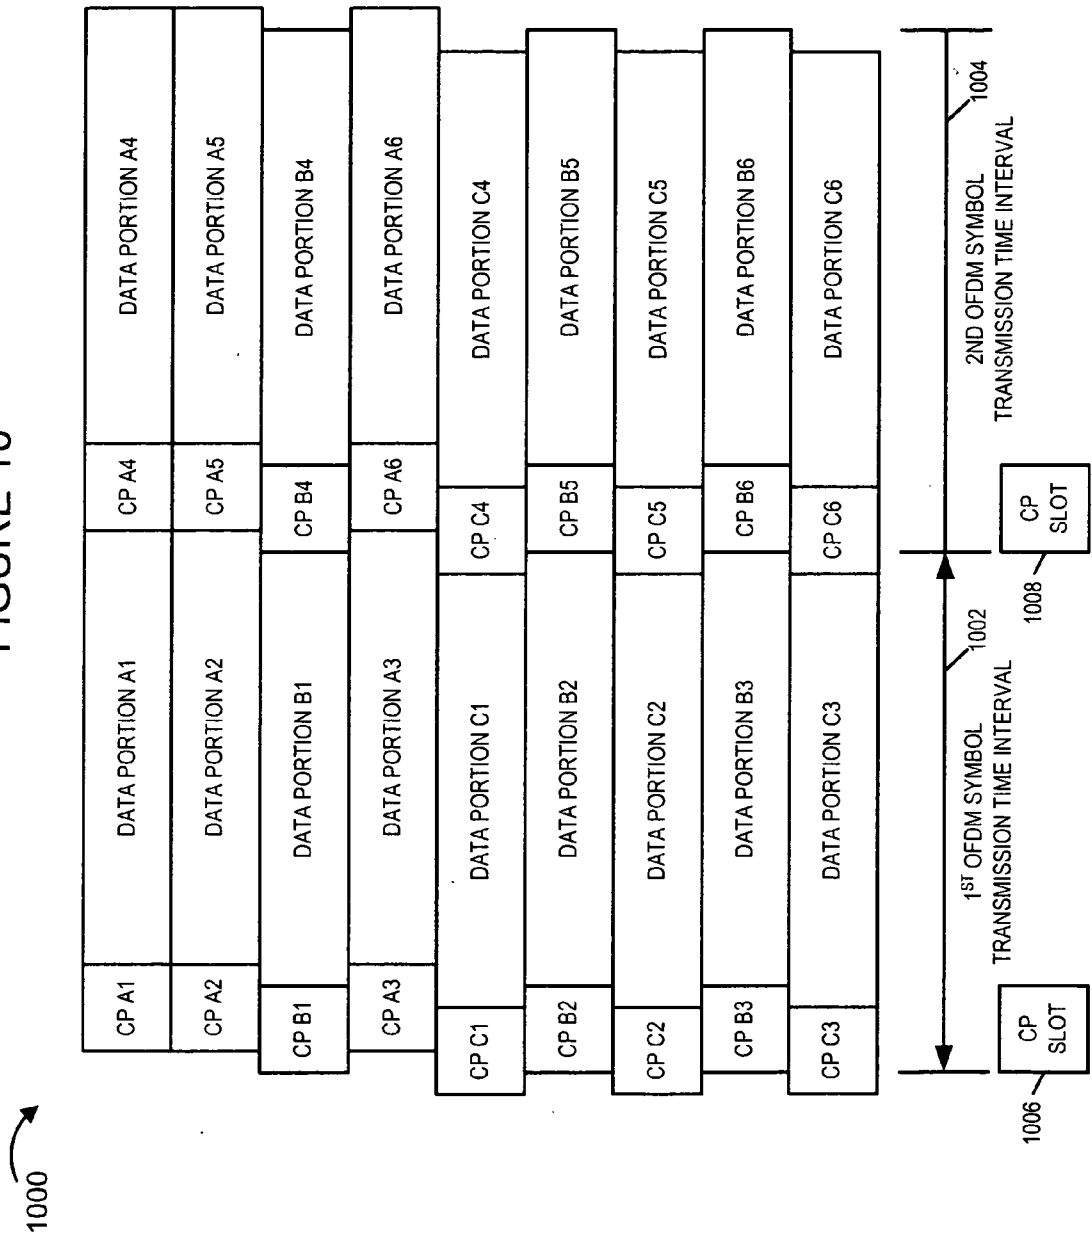 FIGURE 10
1000
CP A1
DATA PORTION A1
CP A4
DATA PORTION A4
CP A2
DATA PORTION A2
CP A5
DATA PORTION A5
CP B1
DATA PORTION B1
CP B4
DATA PORTION B4
CP A3
DATA PORTION A3
CP A6
DATA PORTION A6
CP C1
DATA PORTION C1
CP C4
DATA PORTION C4
CP B2
DATA PORTION B2
CP B5
DATA PORTION B5
CP C2
DATA PORTION C2
CP C5
DATA PORTION C5
CP B3
DATA PORTION B3
CP B6
DATA PORTION B6
CP C3
DATA PORTION C3
CP C6
DATA PORTION C6
1ST OFDM SYMBOL
TRANSMISSION TIME INTERVAL
1002
2ND OFDM SYMBOL
TRANSMISSION TIME INTERVAL
1004
1006
CP
SLOT
1008
CP
SLOT